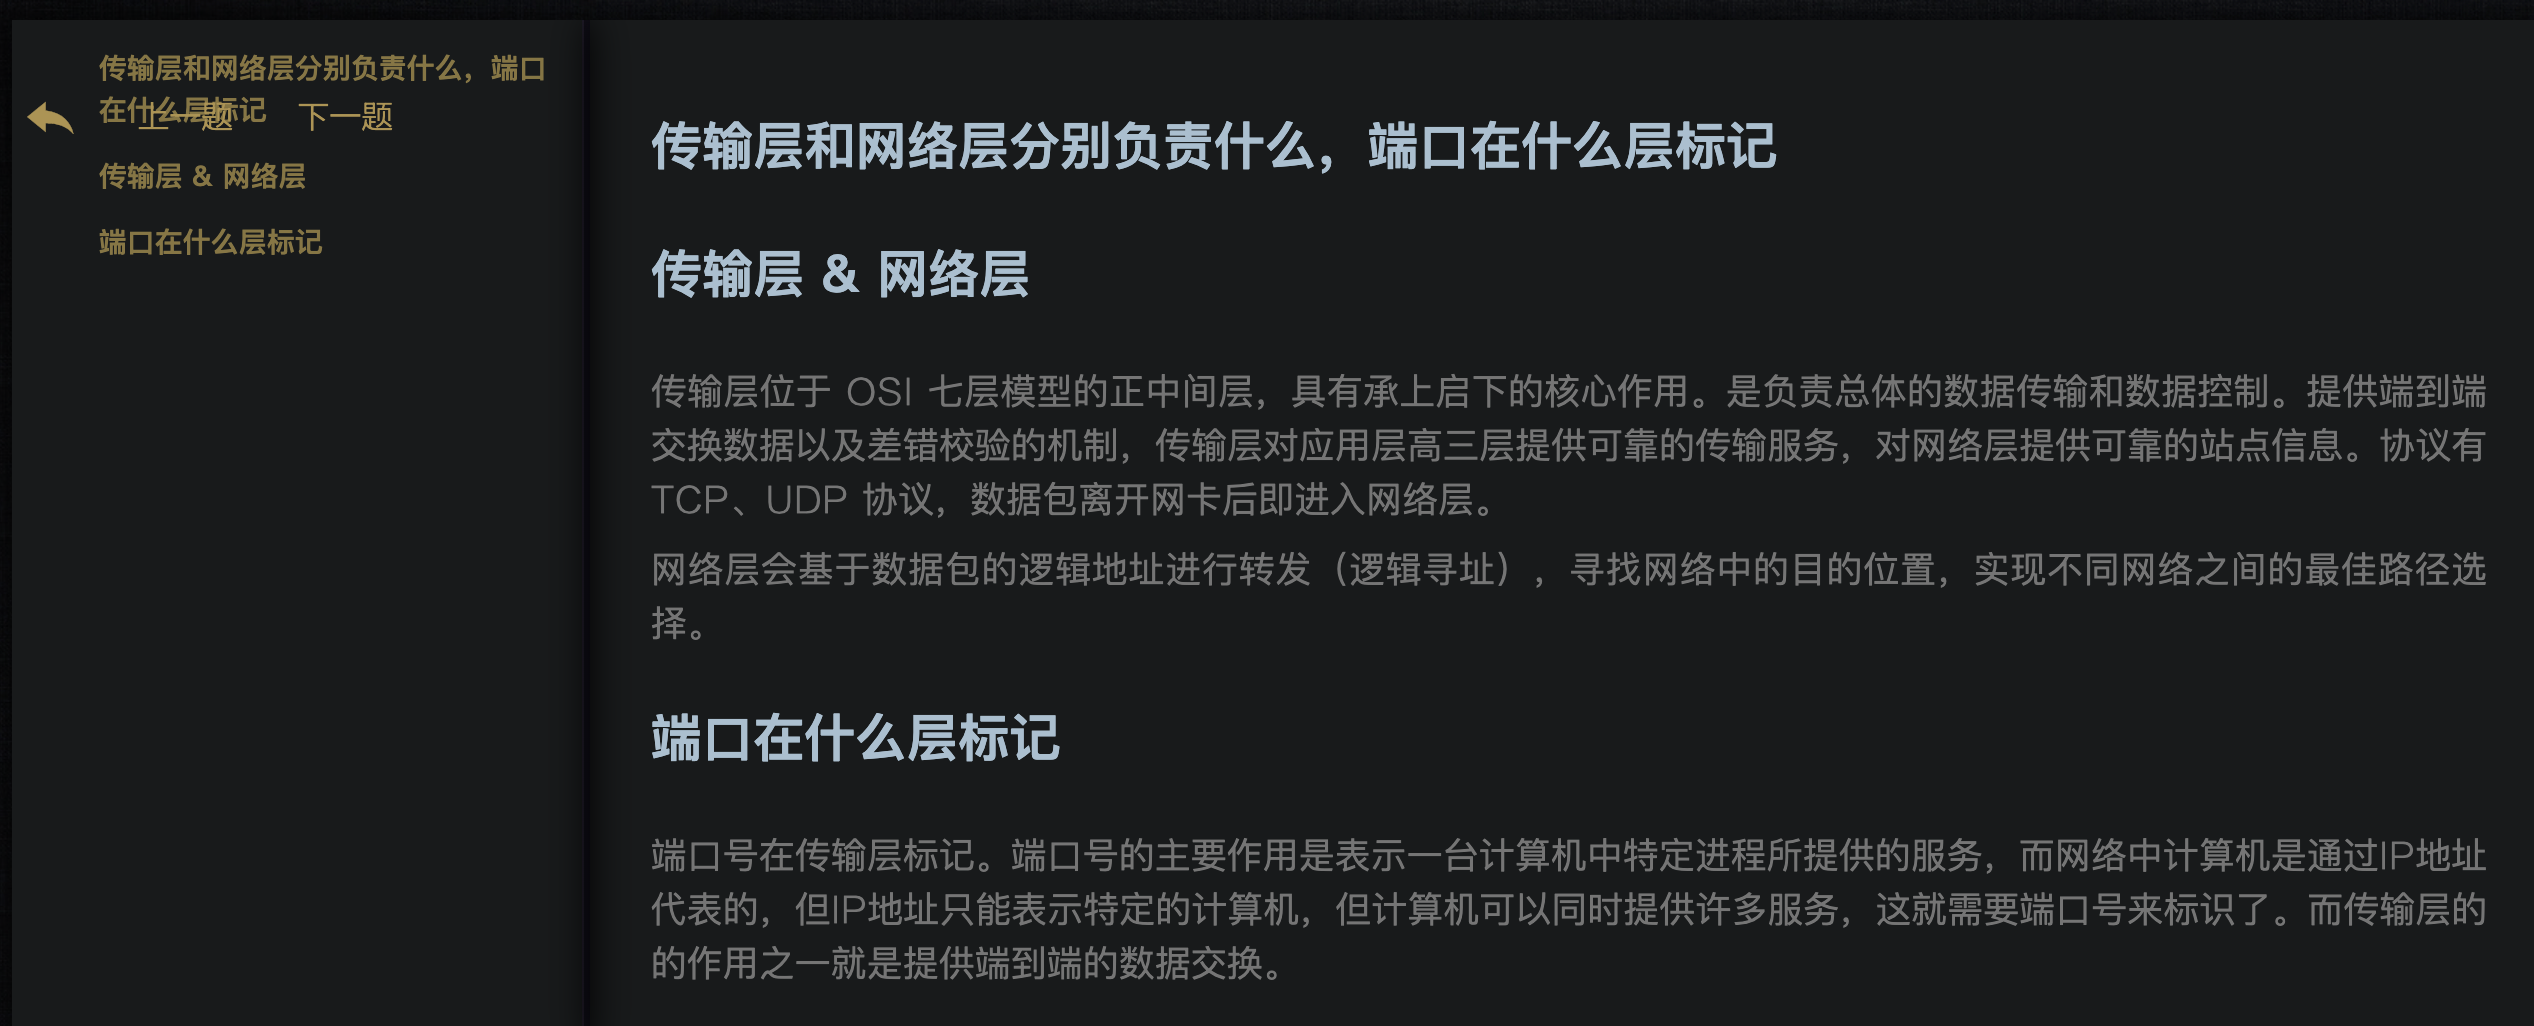 传输层和网络层分别负责什么，端口
在什么层标记
上一题 下一题
传输层 & 网络层
端口在什么层标记
传输层和网络层分别负责什么，端口在什么层标记
传输层 & 网络层
传输层位于 OSI 七层模型的正中间层，具有承上启下的核心作用。是负责总体的数据传输和数据控制。提供端到端
交换数据以及差错校验的机制，传输层对应用层高三层提供可靠的传输服务，对网络层提供可靠的站点信息。协议有
TCP、UDP 协议，数据包离开网卡后即进入网络层。
网络层会基于数据包的逻辑地址进行转发（逻辑寻址），寻找网络中的目的位置，实现不同网络之间的最佳路径选
择。
端口在什么层标记
端口号在传输层标记。端口号的主要作用是表示一台计算机中特定进程所提供的服务，而网络中计算机是通过IP地址
代表的，但IP地址只能表示特定的计算机，但计算机可以同时提供许多服务，这就需要端口号来标识了。而传输层的
的作用之一就是提供端到端的数据交换。